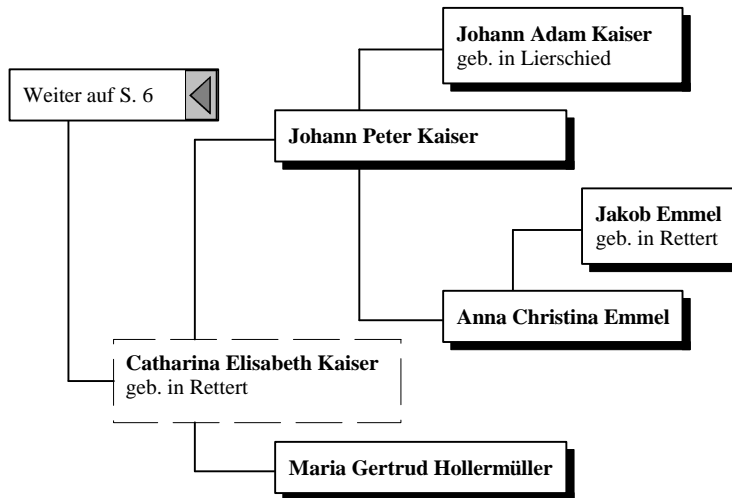 Johann Adam Kaiser
geb. in Lierschied
Weiter auf S. 6
Johann Peter Kaiser
Jakob Emmel
geb. in Rettert
Anna Christina Emmel
Catharina Elisabeth Kaiser
geb. in Rettert
Maria Gertrud Hollermüller